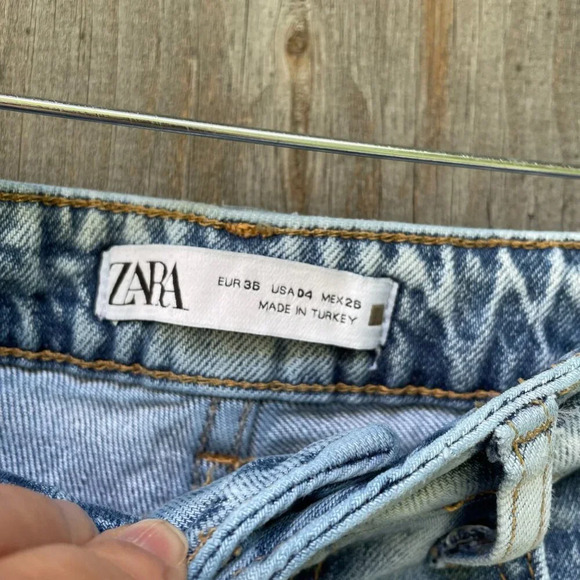 ZARA
EUR 36 USA 04 MEX 26
MADE IN TURKEY